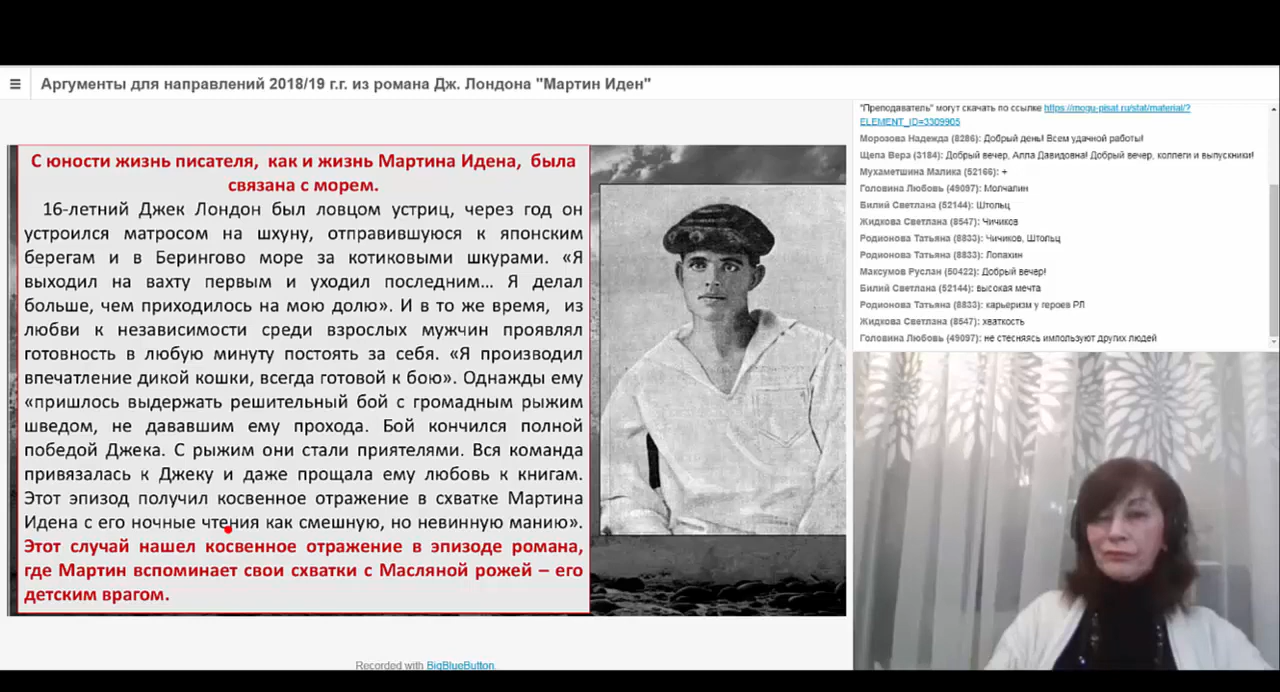 Аргументы для направлений 2018/19 г.г. из романа Дж. Лондона "Мартин Иден"
С юности жизнь писателя, как и жизнь Мартина Идена, была
связана с морем.
16-летний Джек Лондон был ловцом устриц, через год он
устроился матросом на шхуну, отправившуюся к японским
берегам и в Берингово море за котиковыми шкурами. «Я
выходил на вахту первым и уходил последним... Я делал
больше, чем приходилось на мою долю». И в то же время, из
любви к независимости среди взрослых мужчин проявлял
готовность в любую минуту постоять за себя. «Я производил
впечатление дикой кошки, всегда готовой к бою». Однажды ему
«пришлось выдержать решительный бой с громадным рыжим
шведом, не дававшим ему прохода. Бой кончился полной
победой Джека. С рыжим они стали приятелями. Вся команда
привязалась к Джеку и даже прощала ему любовь к книгам.
Этот эпизод получил косвенное отражение в схватке Мартина
Идена с его ночные чтения как смешную, но невинную манию».
Этот случай нашел косвенное отражение в эпизоде романа,
где Мартин вспоминает свои схватки с Масляной рожей – его
детским врагом.
Recorded with BigBlueButton.
"Преподаватель" могут скачать по ссылке https://mogu-pisat.ru/stat/material/?
ELEMENT_ID=3309905
Морозова Надежда (8286): Добрый день! Всем удачной работы!
Щепа Вера (3184): Добрый вечер, Алла Давидовна! Добрый вечер, коллеги и выпускники!
Мухаметшина Малика (52166): +
Головина Любовь (49097): Молчалин
Билий Светлана (52144): Штольц
Жидкова Светлана (8547): Чичиков
Родионова Татьяна (8833): Чичиков, Штольц
Родионова Татьяна (8833): Лопахин
Максумов Руслан (50422): Добрый вечер!
Билий Светлана (52144): высокая мечта
Родионова Татьяна (8833): карьеризм у героев РЛ
Жидкова Светлана (8547): хваткость
Головина Любовь (49097): не стесняясь импользуют других людей